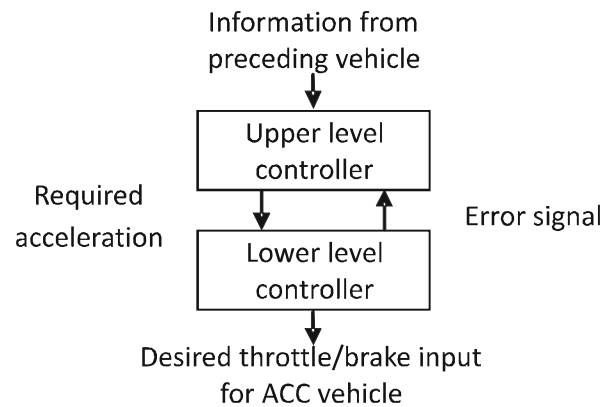 Information from
preceding vehicle
Upper level
controller
Required
acceleration
Error signal
Lower level
controller
Desired throttle/brake input
for ACC vehicle